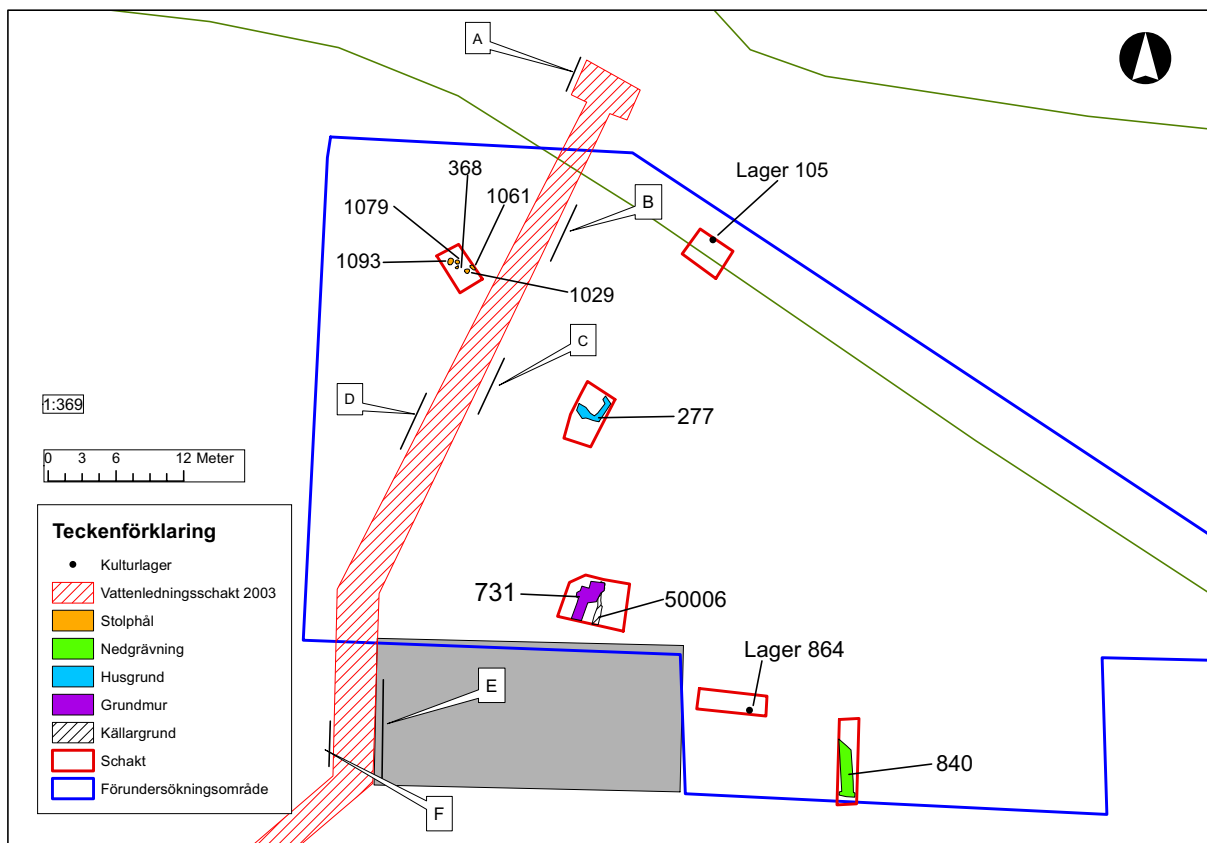 A
Lager 105
368
1079
1061
B
1093
1029
C
D
1:369
277
0 3 6 12 Meter
Teckenförklaring
Kulturlager
Vattenledningsschakt 2003
Stolphål
Nedgrävning
Husgrund
Grundmur
Källargrund
Schakt
Förundersökningsområde
731
50006
Lager 864
E
840
F